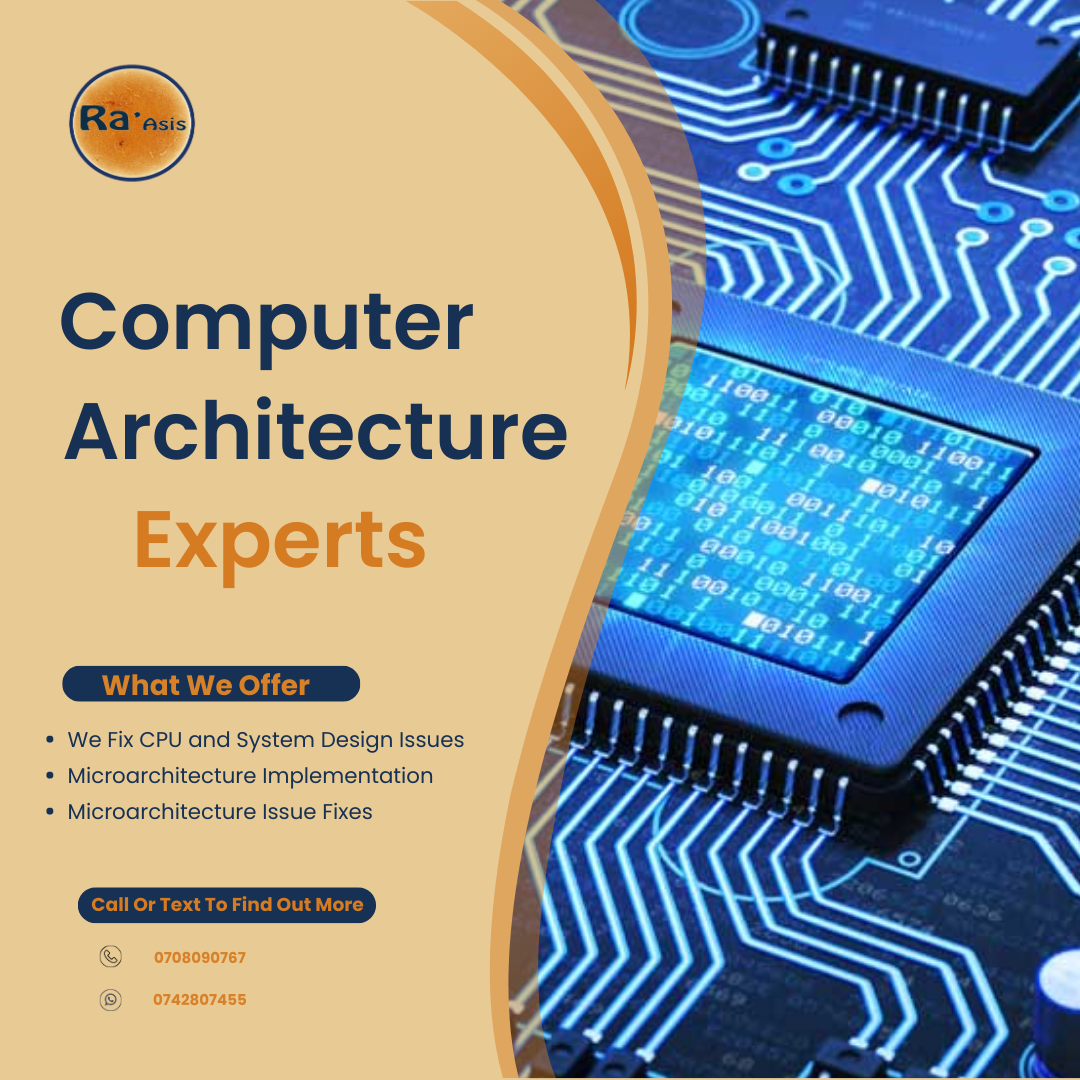 Ra'Asis
Computer
Architecture
Experts
What We Offer
• We Fix CPU and System Design Issues
• Microarchitecture Implementation
• Microarchitecture Issue Fixes
Call Or Text To Find Out More
0708090767
0742807455